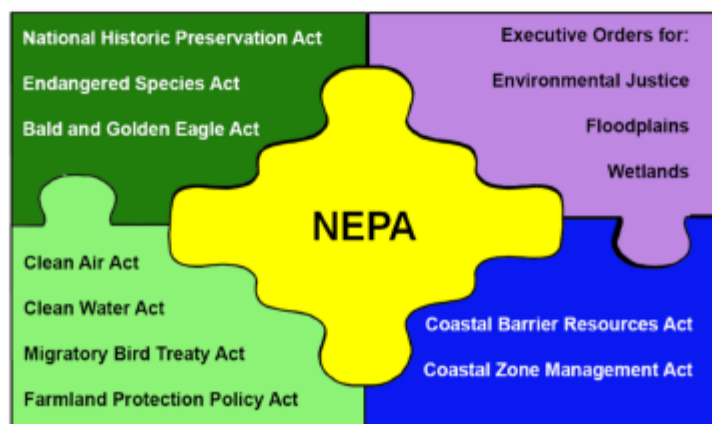 National Historic Preservation Act
Endangered Species Act
Bald and Golden Eagle Act
Executive Orders for:
Environmental Justice
Floodplains
Wetlands
NEPA
Clean Air Act
Clean Water Act
Migratory Bird Treaty Act
Farmland Protection Policy Act
Coastal Barrier Resources Act
Coastal Zone Management Act